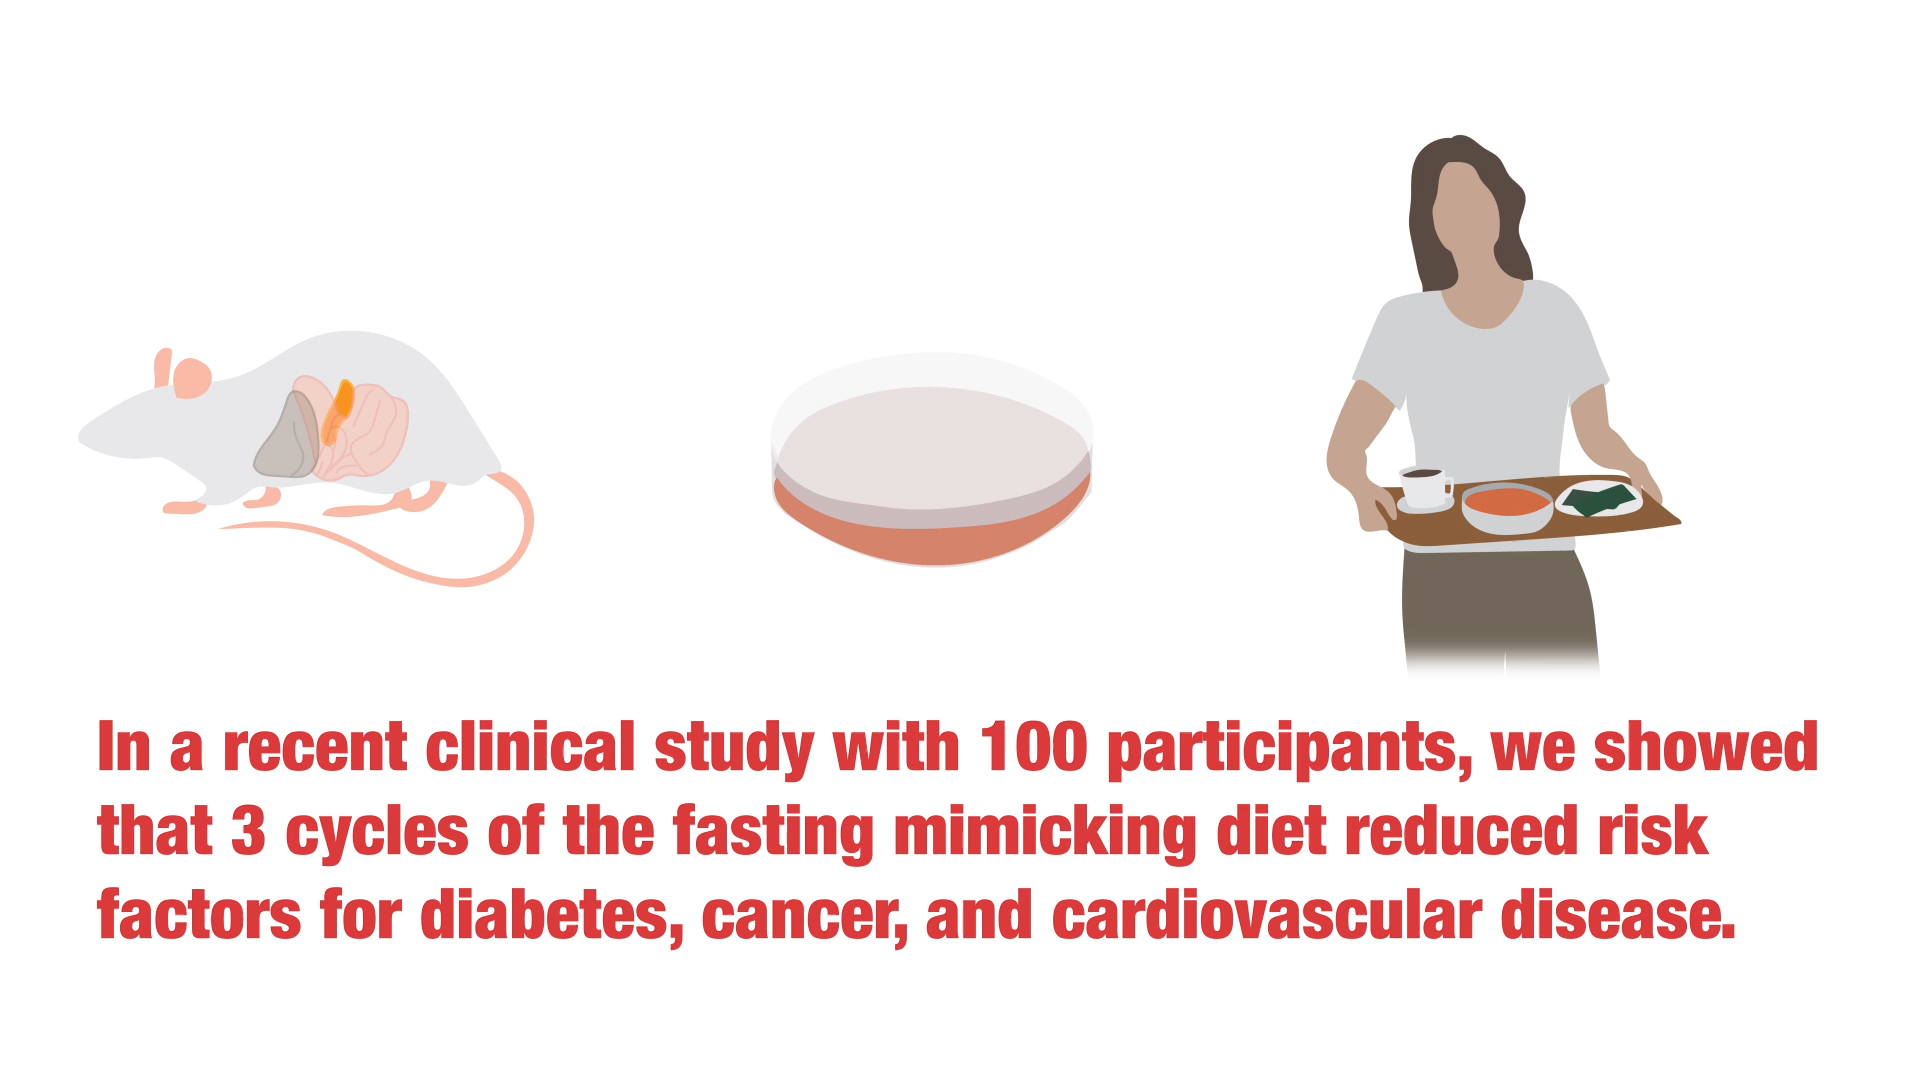 In a recent clinical study with 100 participants, we showed
that 3 cycles of the fasting mimicking diet reduced risk
factors for diabetes, cancer, and cardiovascular disease.